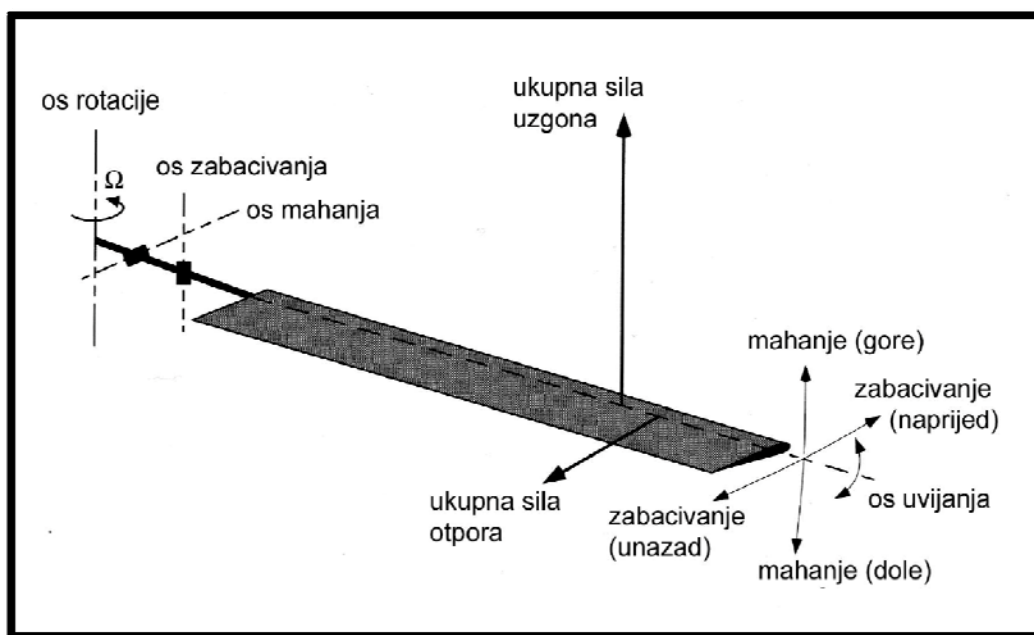 os rotacije
ukupna sila
uzgona
os zabacivanja
Ω
os mahanja
mahanje (gore)
zabacivanje
(naprijed)
ukupna sila
otpora
zabacivanje
(unazad)
os uvijanja
mahanje (dole)